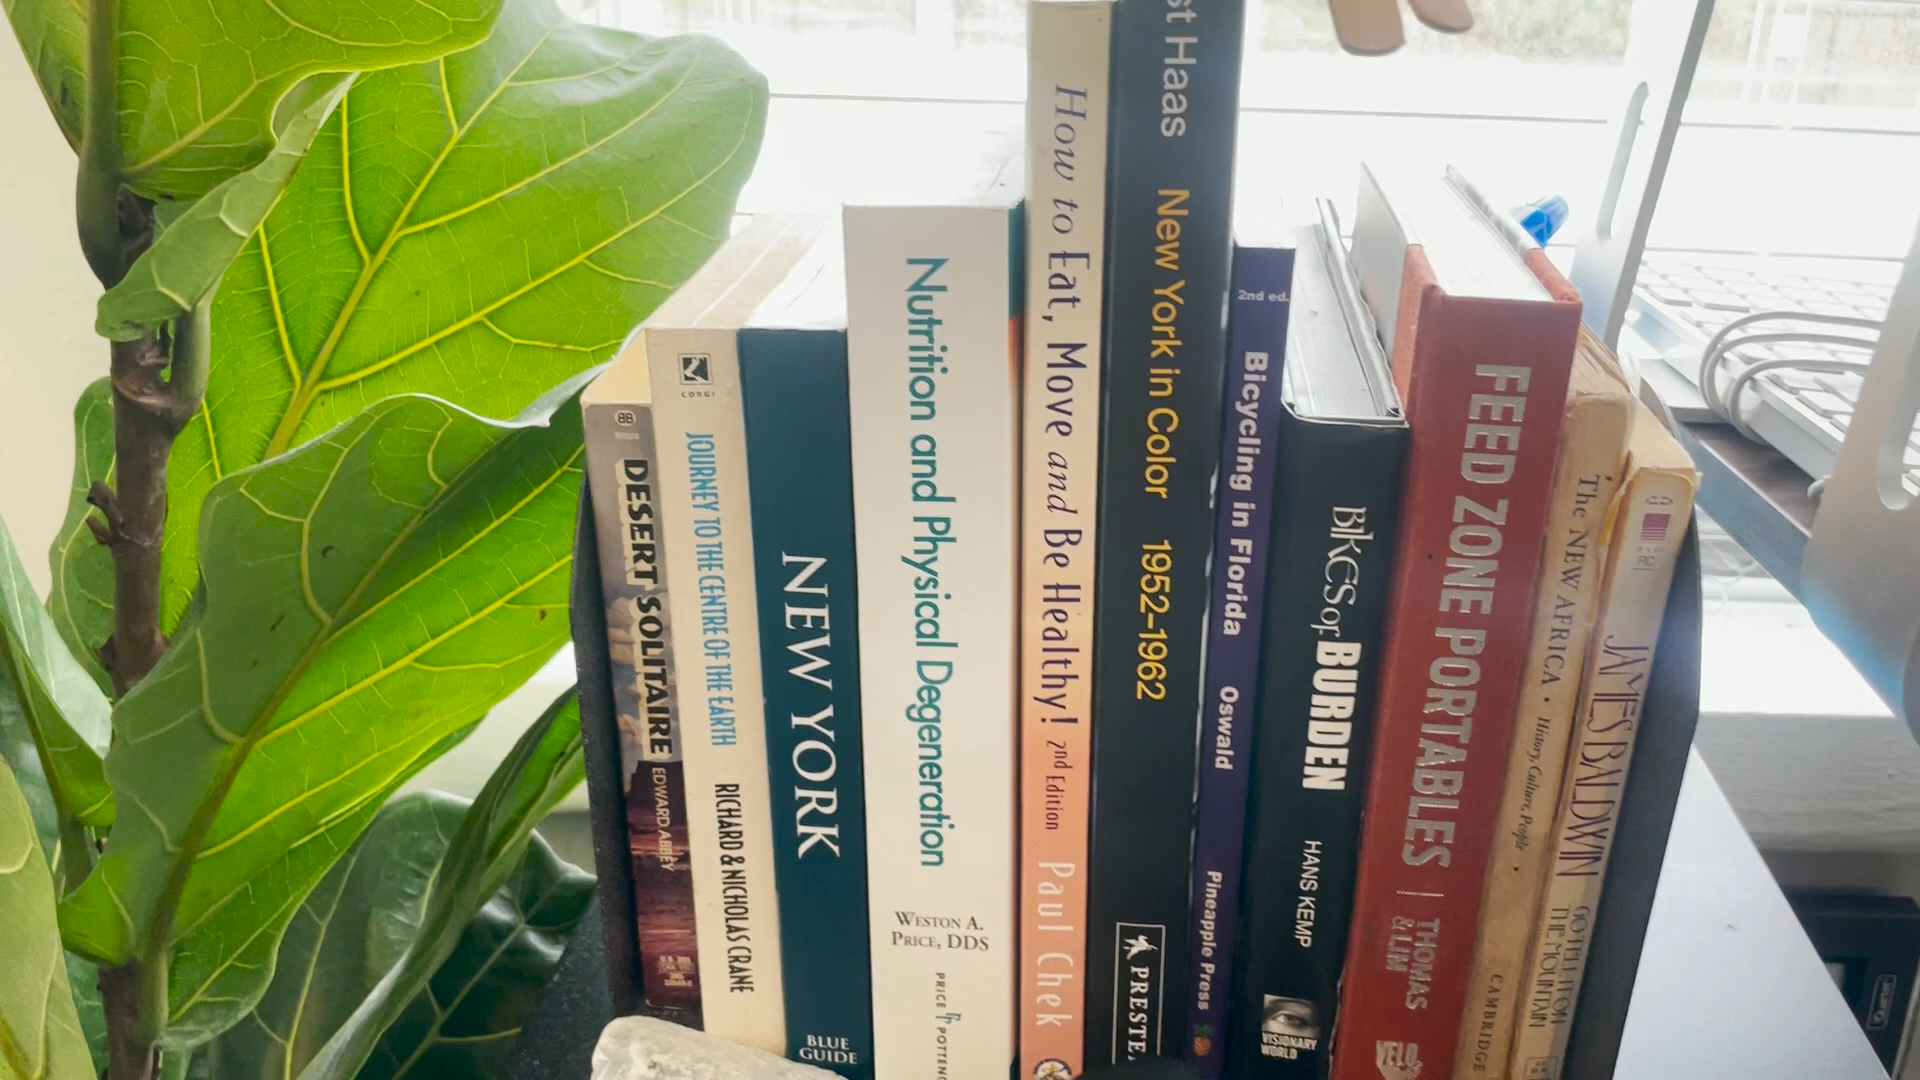 DESERT SOLITAIRE
EDWARD ABBEY
CORGI
JOURNEY TO THE CENTRE OF THE EARTH
RICHARD & NICHOLAS CRANE
NEW YORK
BLUE
GUIDE
Nutrition and Physical Degeneration
WESTON A.
PRICE, DDS
PRICE
POTTENG
How to Eat, Move and Be Healthy! 2nd Edition
Paul Chek
st Haas
New York in Color
1952–1962
PRESTE
2nd ed.
Bicycling in Florida
Oswald
Pineapple Press
BIKES of BURDEN
HANS KEMP
VISIONARY
WORLD
FEED ZONE PORTABLES
THOMAS
& LIM
VELO
The NEW AFRICA • History, Culture, People •
CAMBRIDGE
JAMES BALDWIN
GO TELL IT ON
THE MOUNTAIN